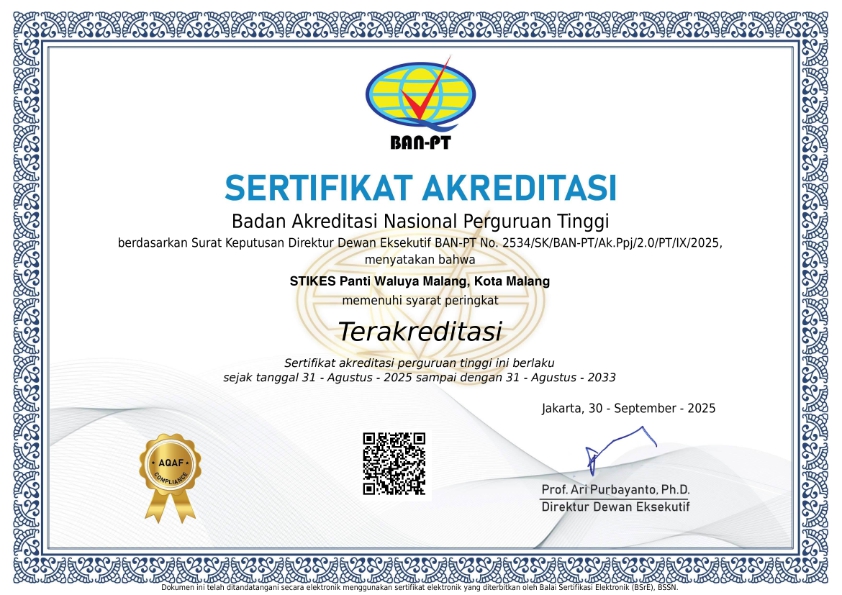 BAN-PT
SERTIFIKAT AKREDITASI
Badan Akreditasi Nasional Perguruan Tinggi
berdasarkan Surat Keputusan Direktur Dewan Eksekutif BAN-PT No. 2534/SK/BAN-PT/Ak.Ppj/2.0/PT/IX/2025,
menyatakan bahwa
STIKES Panti Waluya Malang, Kota Malang
memenuhi syarat peringkat
Terakreditasi
Sertifikat akreditasi perguruan tinggi ini berlaku
sejak tanggal 31 - Agustus - 2025 sampai dengan 31 - Agustus - 2033
Jakarta, 30 - September - 2025
AQAF
COMPLIANCE
Prof. Ari Purbayanto, Ph.D.
Direktur Dewan Eksekutif
Dokumen ini telah ditandatangani secara elektronik menggunakan sertifikat elektronik yang diterbitkan oleh Balai Sertifikasi Elektronik (BSrE), BSSN.